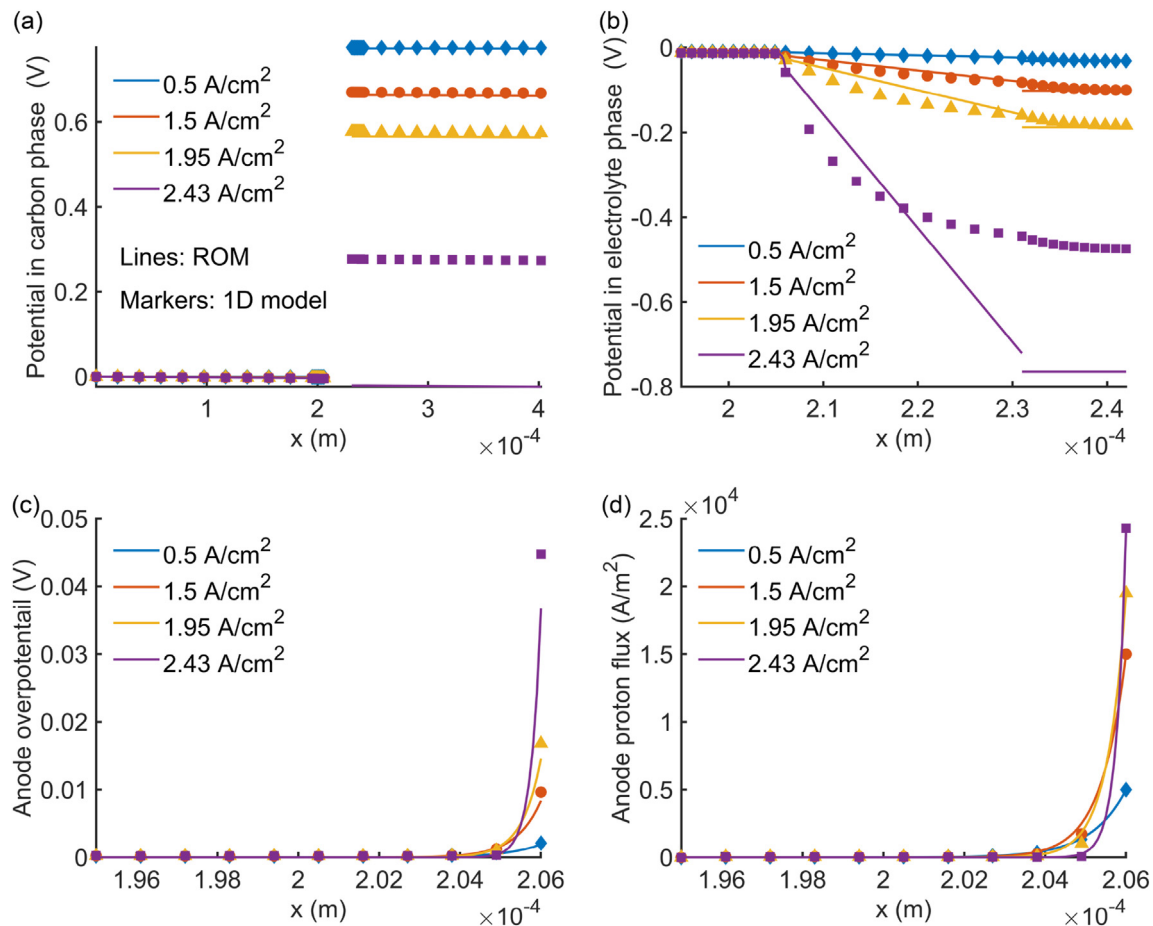 (a)
Potential in carbon phase (V)
0.6
0.4
0.2
0
0.5 A/cm²
1.5 A/cm²
1.95 A/cm²
2.43 A/cm²
Lines: ROM
Markers: 1D model
1 2 3 4
x (m)
×10⁻⁴
(b)
Potential in electrolyte phase (V)
0
-0.2
-0.4
-0.6
-0.8
0.5 A/cm²
1.5 A/cm²
1.95 A/cm²
2.43 A/cm²
2 2.1 2.2 2.3 2.4
x (m)
×10⁻⁴
(c)
Anode overpotentail (V)
0.05
0.04
0.03
0.02
0.01
0
0.5 A/cm²
1.5 A/cm²
1.95 A/cm²
2.43 A/cm²
1.96 1.98 2 2.02 2.04 2.06
x (m)
×10⁻⁴
(d)
×10⁴
Anode proton flux (A/m²)
2.5
2
1.5
1
0.5
0
0.5 A/cm²
1.5 A/cm²
1.95 A/cm²
2.43 A/cm²
1.96 1.98 2 2.02 2.04 2.06
x (m)
×10⁻⁴